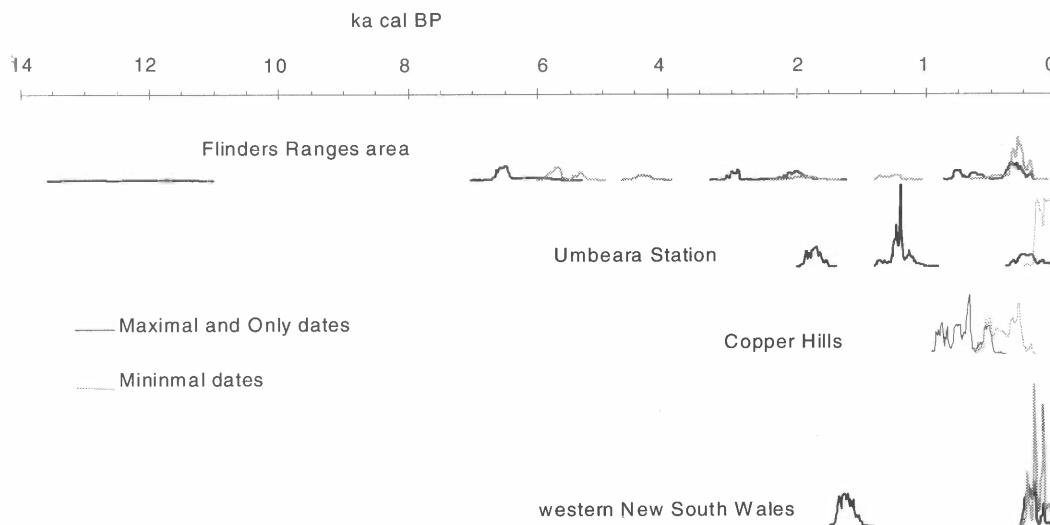 ka cal BP
14 12 10 8 6 4 2 1 0
Flinders Ranges area
Umbeara Station
Maximal and Only dates
Copper Hills
Mininmal dates
western New South Wales